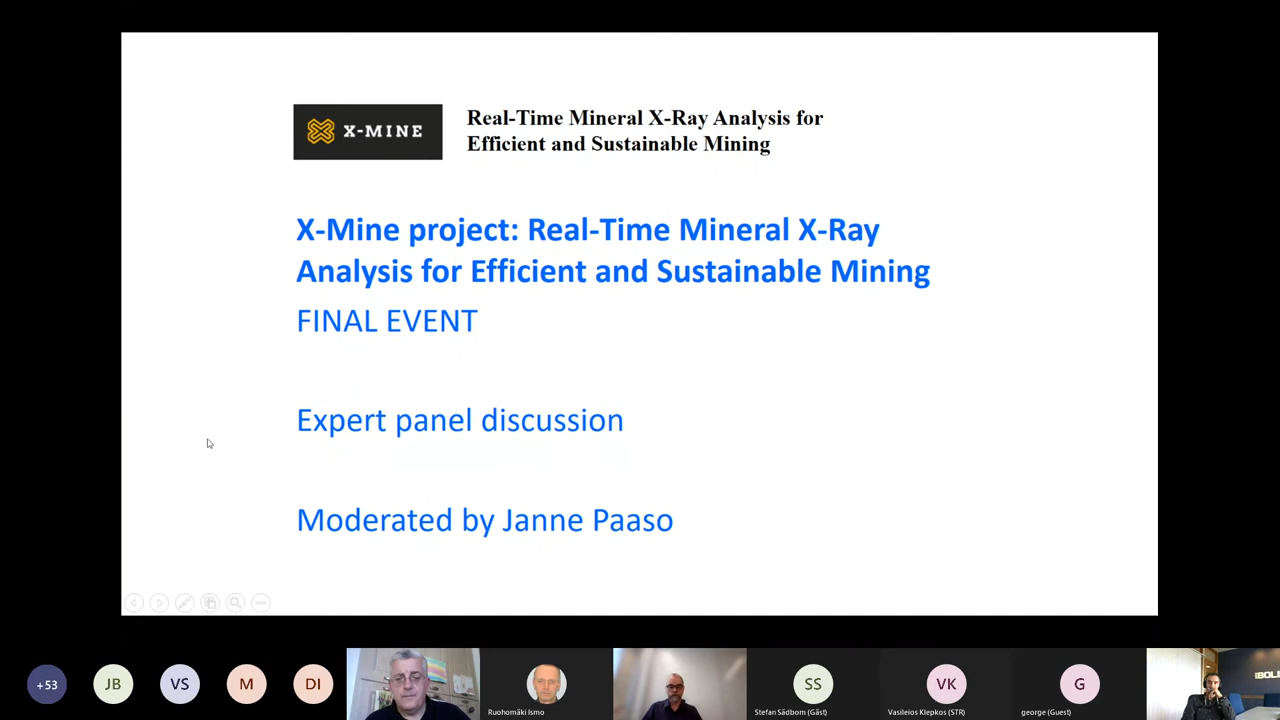 X-MINE
Real-Time Mineral X-Ray Analysis for
Efficient and Sustainable Mining
X-Mine project: Real-Time Mineral X-Ray
Analysis for Efficient and Sustainable Mining
FINAL EVENT
Expert panel discussion
Moderated by Janne Paaso
+53
JB
VS
M
DI
Ruohomäki Ismo
SS
Stefan Sädbom (Gäst)
VK
Vasileios Klepkos (STR)
G
george (Guest)